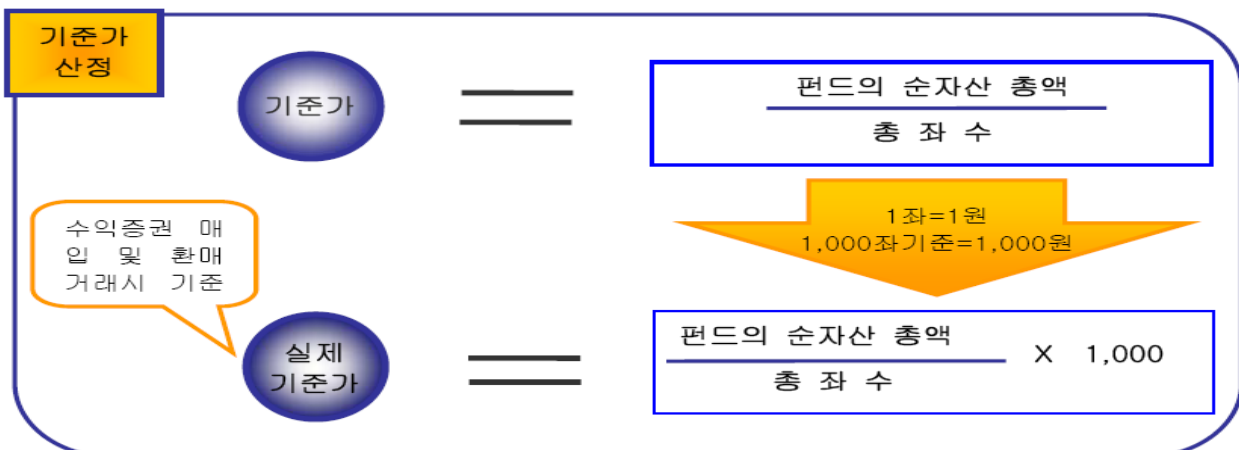 기준가
산정
기준가
펀드의 순자산 총액
총 좌 수
1좌=1원
1,000좌기준=1,000원
수익증권 매
입 및 환매
거래시 기준
실제
기준가
펀드의 순자산 총액
총 좌 수
X 1,000